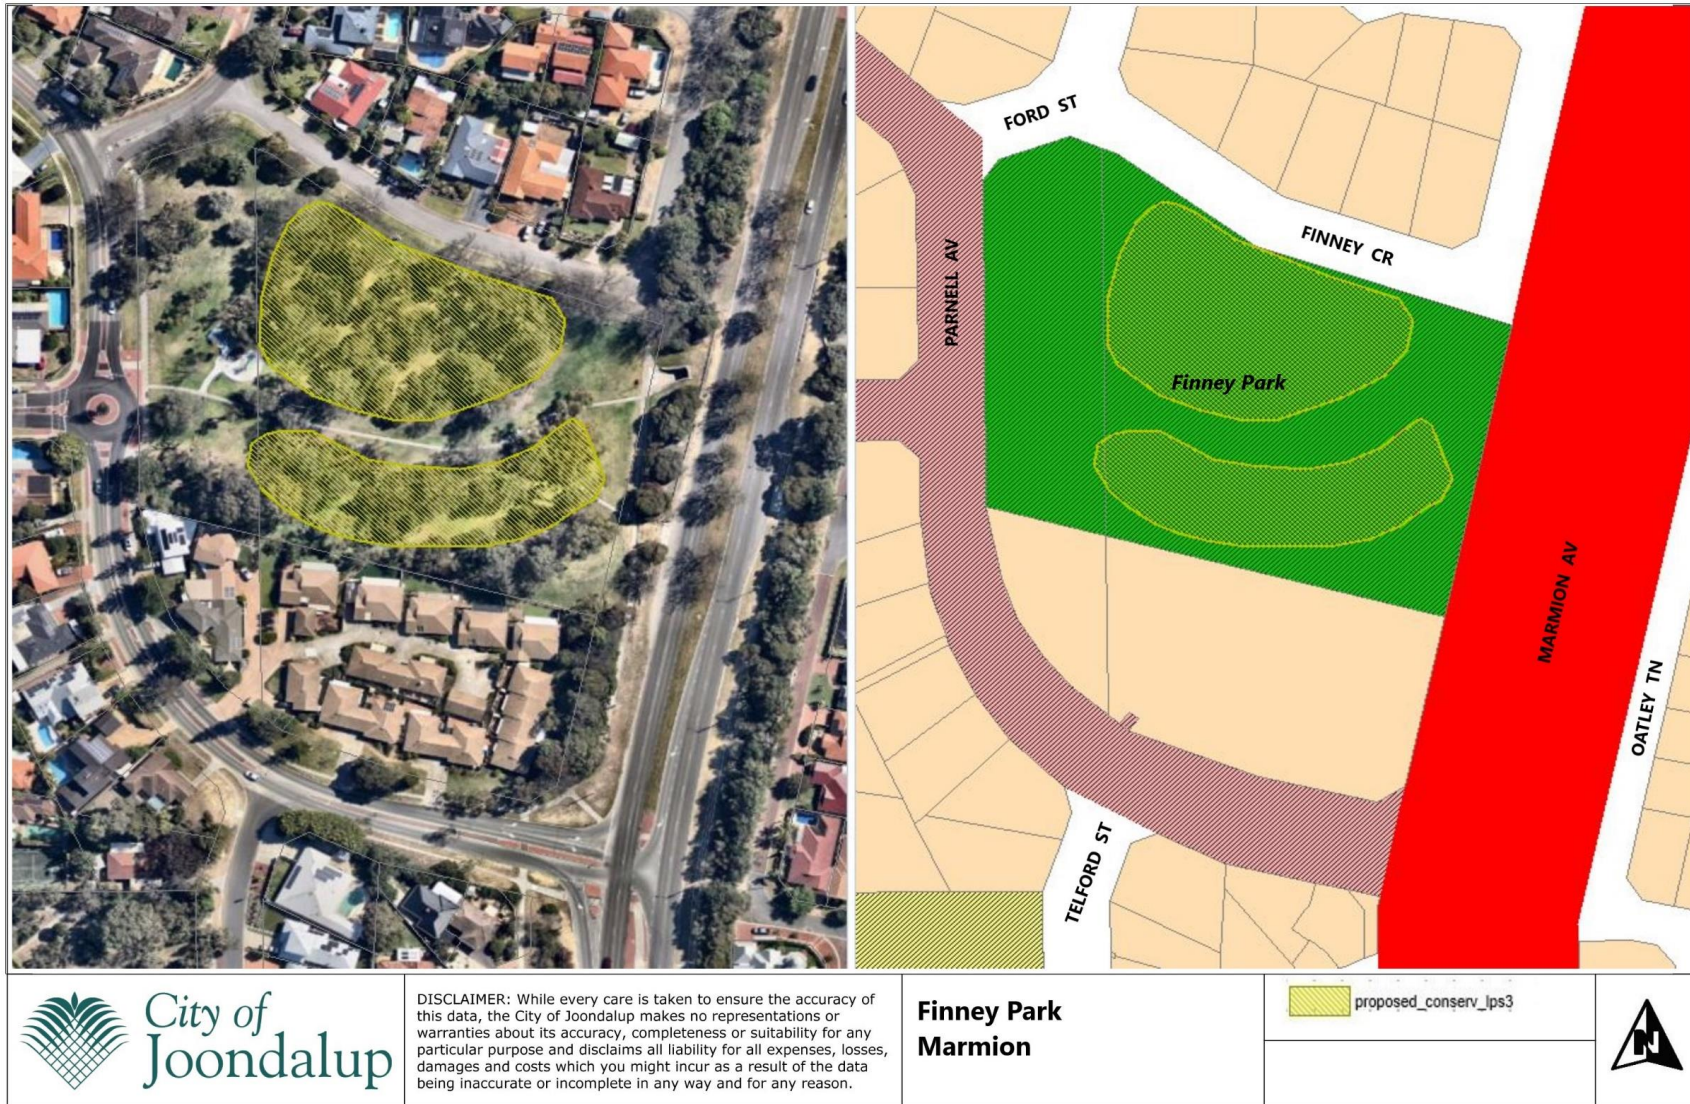 FORD ST
FINNEY CR
PARNELL AV
Finney Park
MARMION AV
OATLEY TN
TELFORD ST
City of
Joondalup
DISCLAIMER: While every care is taken to ensure the accuracy of
this data, the City of Joondalup makes no representations or
warranties about its accuracy, completeness or suitability for any
particular purpose and disclaims all liability for all expenses, losses,
damages and costs which you might incur as a result of the data
being inaccurate or incomplete in any way and for any reason.
Finney Park
Marmion
proposed_conserv_lps3
N